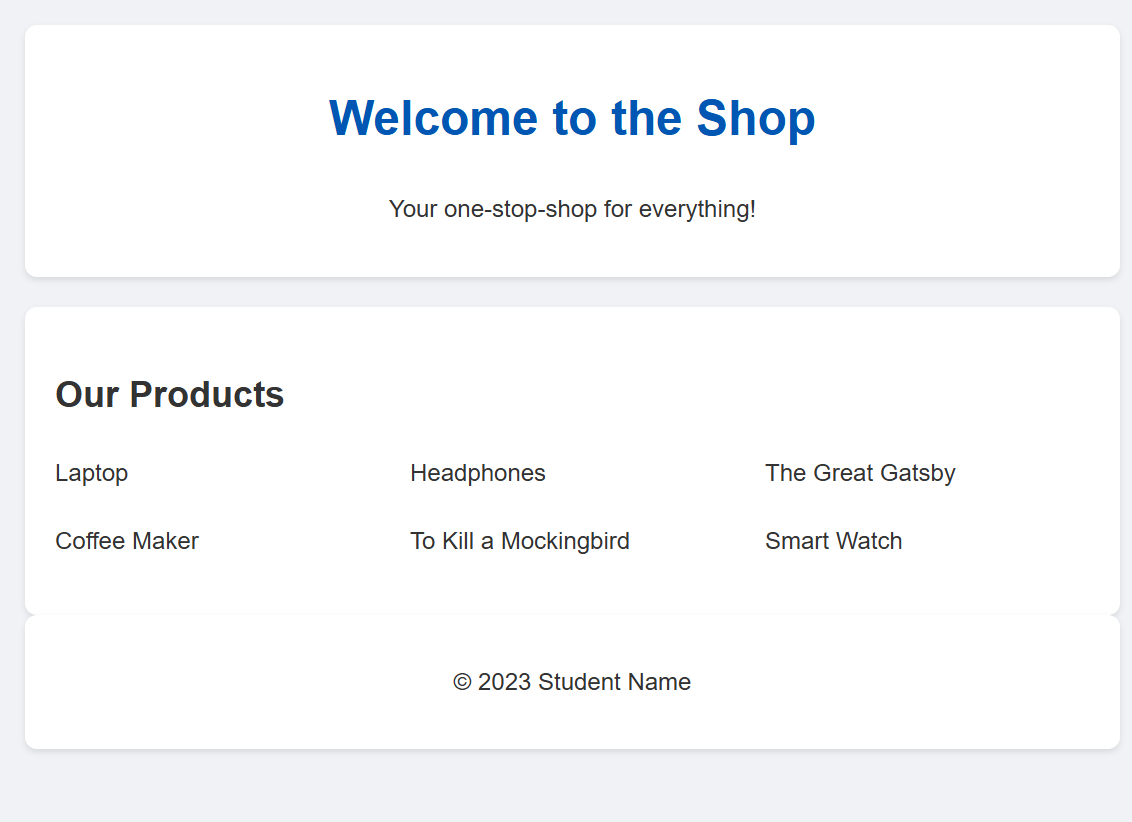 Welcome to the Shop
Your one-stop-shop for everything!
Our Products
Laptop
Headphones
The Great Gatsby
Coffee Maker
To Kill a Mockingbird
Smart Watch
© 2023 Student Name